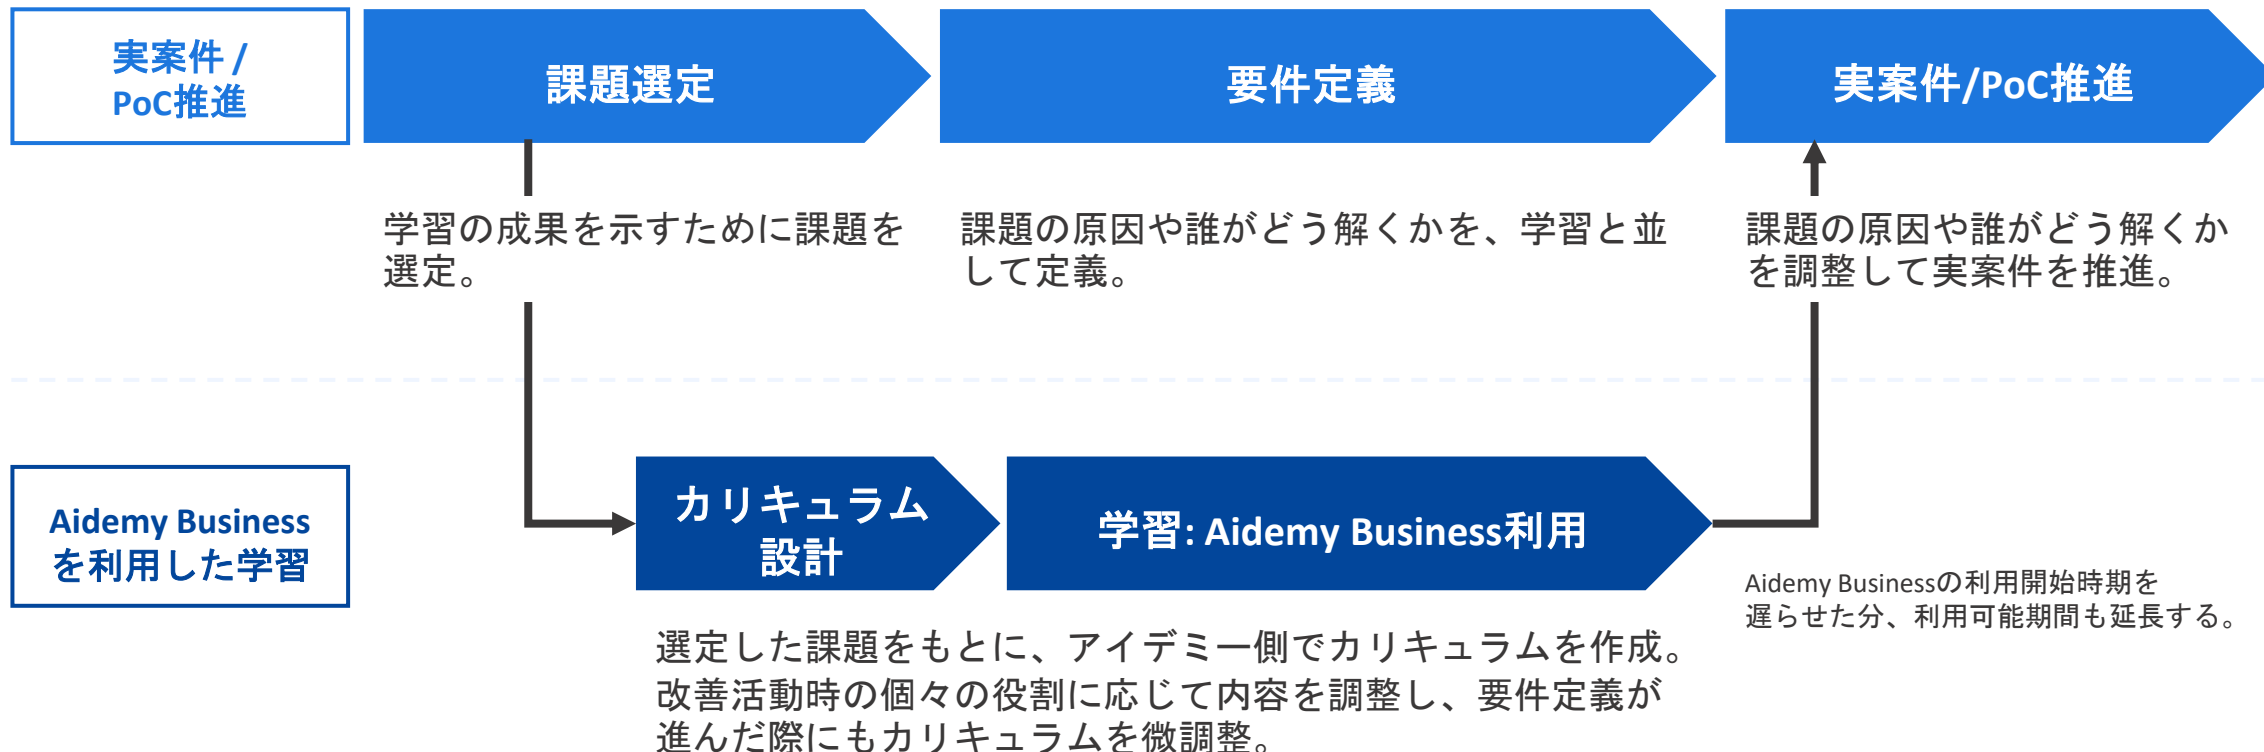 実案件 /
PoC推進
課題選定
要件定義
実案件/PoC推進
学習の成果を示すために課題を
選定。
課題の原因や誰がどう解くかを、学習と並
して定義。
課題の原因や誰がどう解くか
を調整して実案件を推進。
Aidemy Business
を利用した学習
カリキュラム
設計
学習: Aidemy Business利用
Aidemy Businessの利用開始時期を
遅らせた分、利用可能期間も延長する。
選定した課題をもとに、アイデミー側でカリキュラムを作成。
改善活動時の個々の役割に応じて内容を調整し、要件定義が
進んだ際にもカリキュラムを微調整。